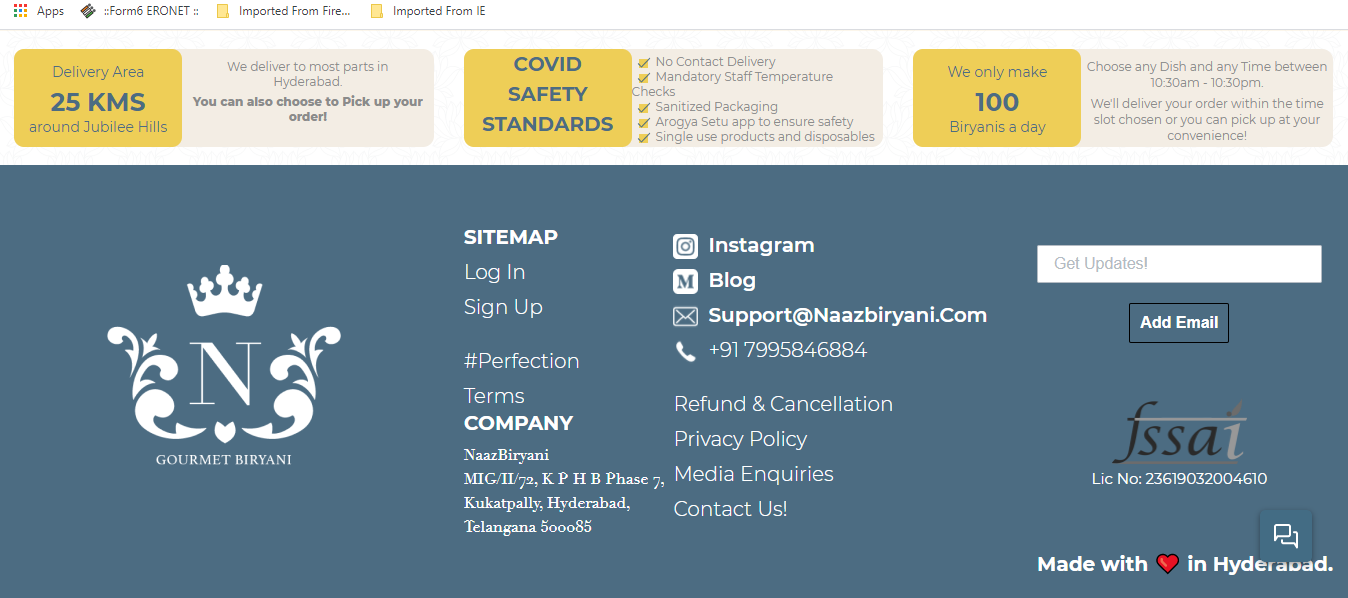 Apps ::Form6 ERONET :: Imported From Fire... Imported From IE
Delivery Area
25 KMS
around Jubilee Hills
We deliver to most parts in
Hyderabad.
You can also choose to Pick up your
order!
COVID
SAFETY
STANDARDS
No Contact Delivery
Mandatory Staff Temperature
Checks
Sanitized Packaging
Arogya Setu app to ensure safety
Single use products and disposables
We only make
100
Biryanis a day
Choose any Dish and any Time between
10:30am - 10:30pm.
We'll deliver your order within the time
slot chosen or you can pick up at your
convenience!
N
GOURMET BIRYANI
SITEMAP
Log In
Sign Up
#Perfection
Terms
COMPANY
NaazBiryani
MIG/II/72, K P H B Phase 7,
Kukatpally, Hyderabad,
Telangana 500085
Instagram
M Blog
Support@Naazbiryani.Com
+91 7995846884
Refund & Cancellation
Privacy Policy
Media Enquiries
Contact Us!
Get Updates!
Add Email
fssai
Lic No: 23619032004610
Made with in Hyderabad.